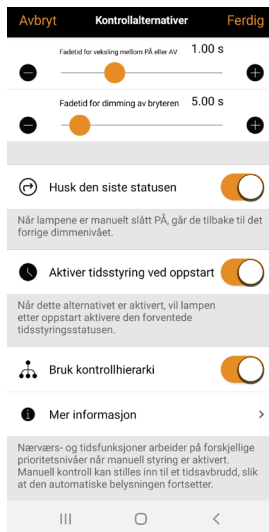 Avbryt Kontrollalternativer Ferdig
Fadetid for veksling mellom PÅ eller AV 1.00 s
Fadetid for dimming av bryteren 5.00 s
Husk den siste statusen
Når lampene er manuelt slått PÅ, går de tilbake til det
forrige dimmenivået.
Aktiver tidsstyring ved oppstart
Når dette alternativet er aktivert, vil lampen
etter oppstart aktivere den forventede
tidsstyringsstatusen.
Bruk kontrollhierarki
Mer informasjon
Nærværs- og tidsfunksjoner arbeider på forskjellige
prioritetsnivåer når manuell styring er aktivert.
Manuell kontroll kan stilles inn til et tidsavbrudd, slik
at den automatiske belysningen fortsetter.